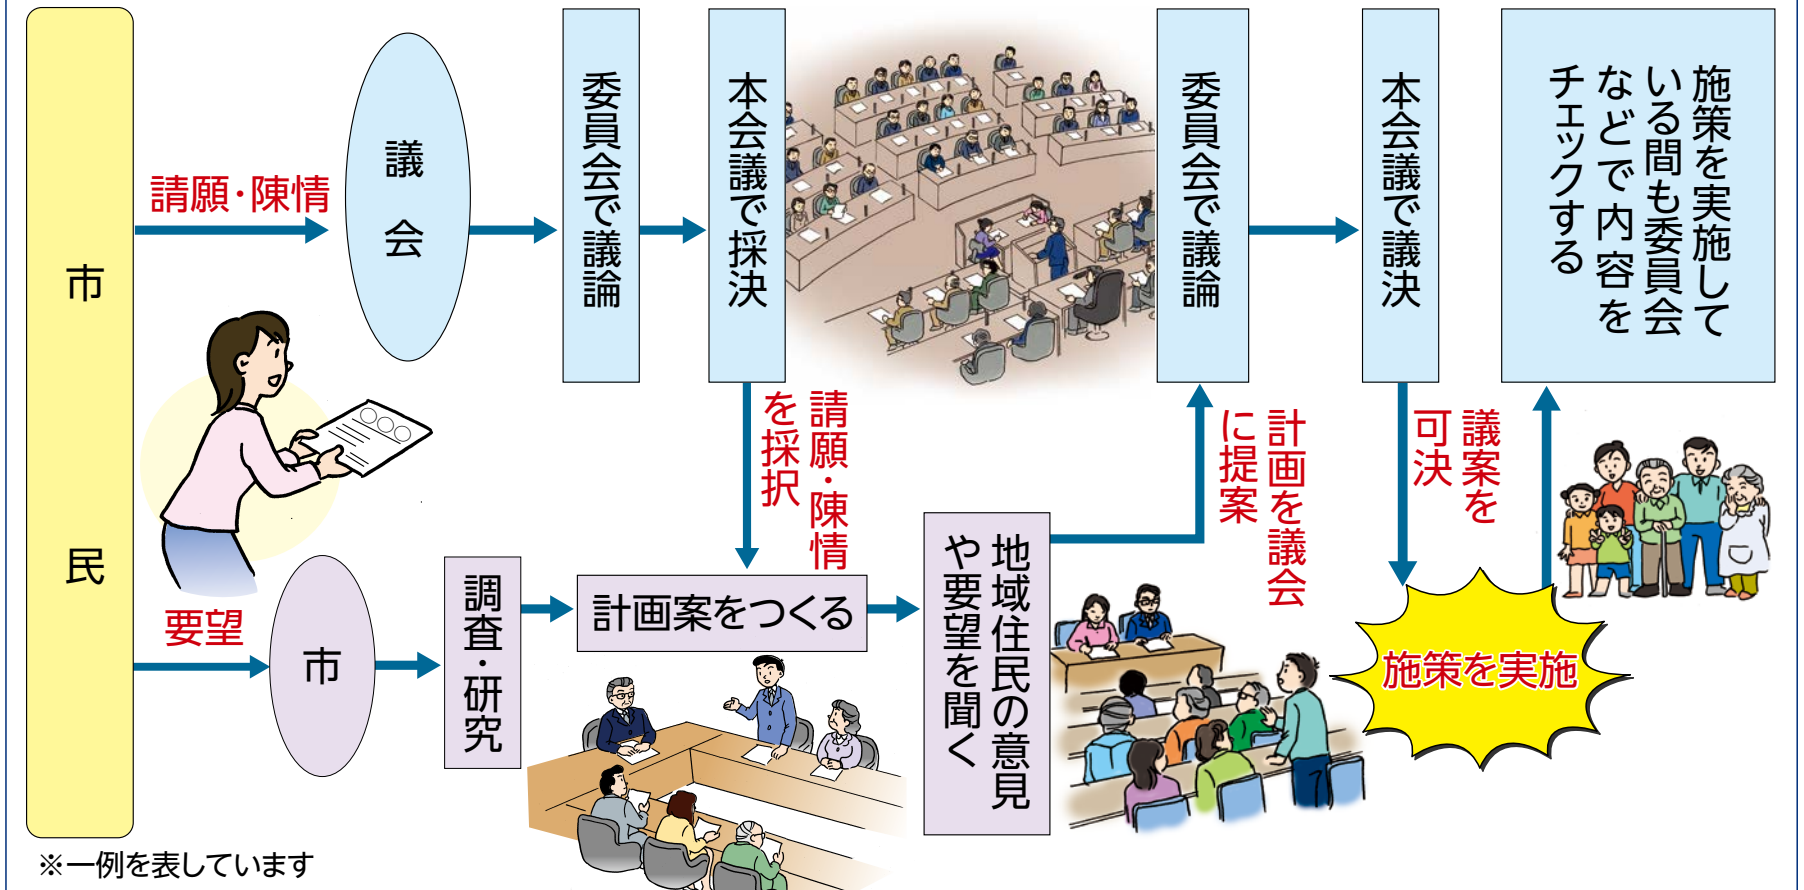 市民
請願・陳情
議会
委員会で議論
本会議で採決
請願・陳情
を採択
要望
市
調査・研究
計画案をつくる
地域住民の意見
や要望を聞く
計画を議会
に提案
委員会で議論
本会議で議決
議案を
可決
施策を実施
施策を実施して
いる間も委員会
などで内容を
チェックする
※一例を表しています